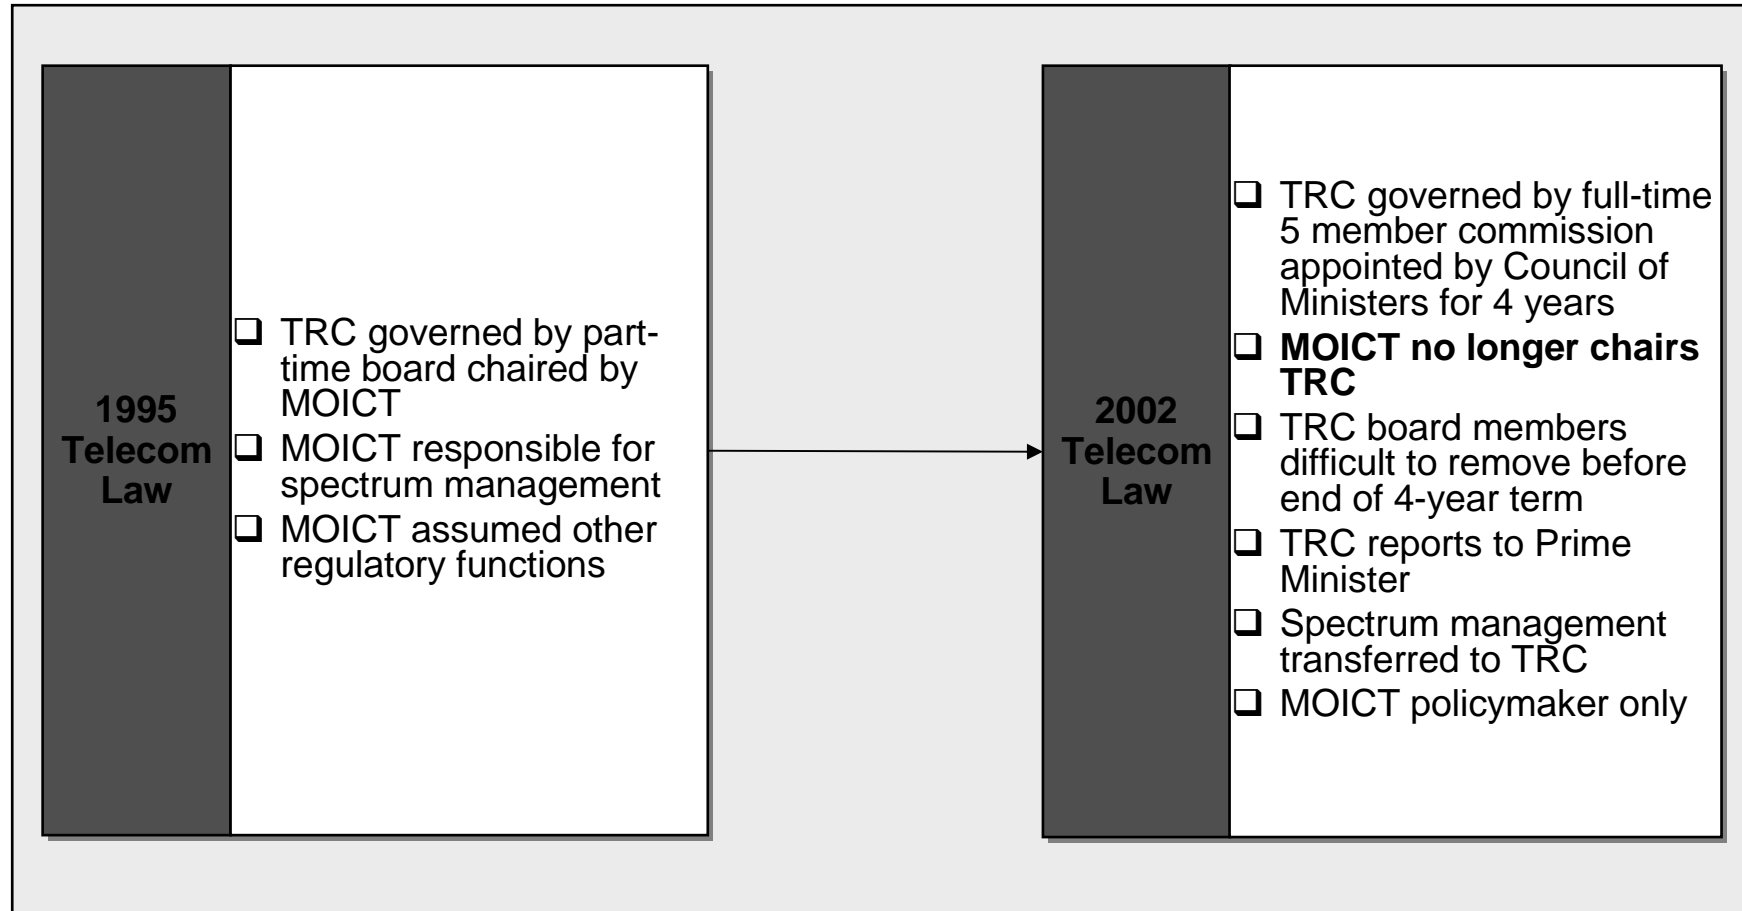 1995
Telecom
Law
❑ TRC governed by part-
time board chaired by
MOICT
❑ MOICT responsible for
spectrum management
❑ MOICT assumed other
regulatory functions
2002
Telecom
Law
❑ TRC governed by full-time
5 member commission
appointed by Council of
Ministers for 4 years
❑ MOICT no longer chairs
TRC
❑ TRC board members
difficult to remove before
end of 4-year term
❑ TRC reports to Prime
Minister
❑ Spectrum management
transferred to TRC
❑ MOICT policymaker only